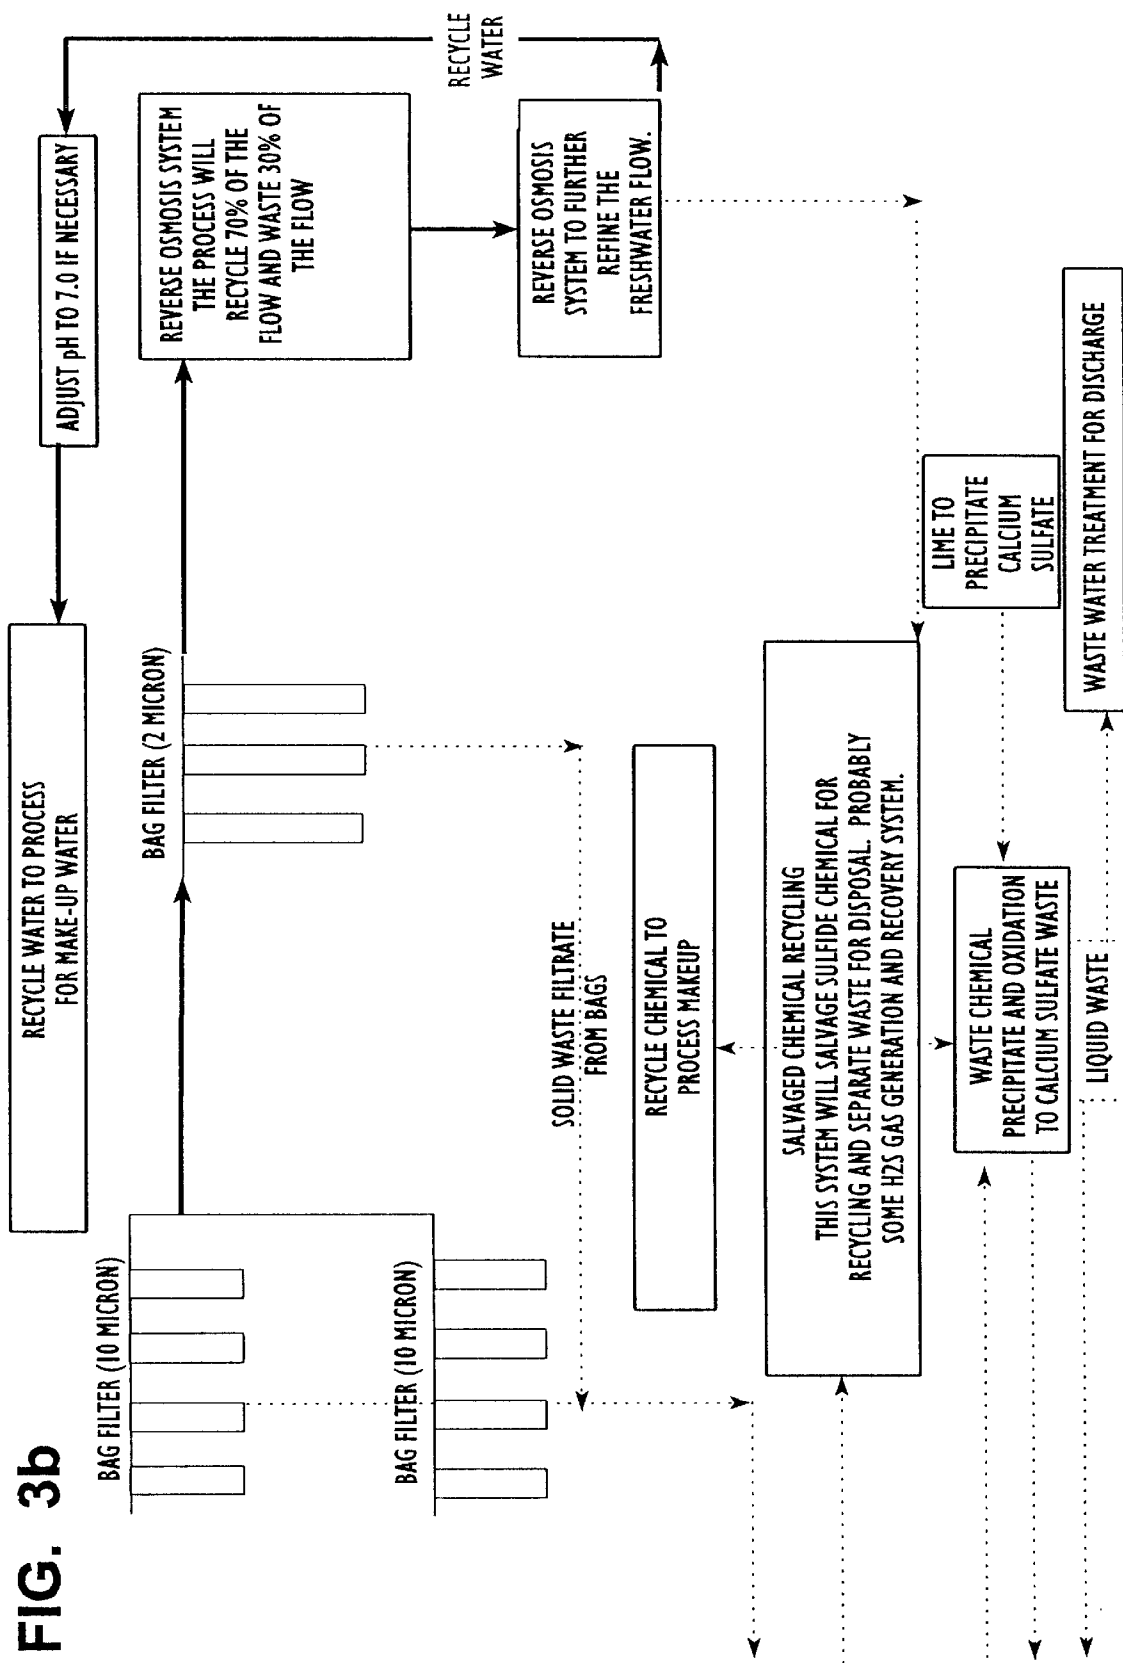 FIG. 3b
RECYCLE WATER TO PROCESS
FOR MAKE-UP WATER
ADJUST pH TO 7.0 IF NECESSARY
BAG FILTER (10 MICRON)
BAG FILTER (2 MICRON)
REVERSE OSMOSIS SYSTEM
THE PROCESS WILL
RECYCLE 70% OF THE
FLOW AND WASTE 30% OF
THE FLOW
RECYCLE
WATER
BAG FILTER (10 MICRON)
REVERSE OSMOSIS
SYSTEM TO FURTHER
REFINE THE
FRESHWATER FLOW.
SOLID WASTE FILTRATE
FROM BAGS
RECYCLE CHEMICAL TO
PROCESS MAKEUP
SALVAGED CHEMICAL RECYCLING
THIS SYSTEM WILL SALVAGE SULFIDE CHEMICAL FOR
RECYCLING AND SEPARATE WASTE FOR DISPOSAL. PROBABLY
SOME H2S GAS GENERATION AND RECOVERY SYSTEM.
LIME TO
PRECIPITATE
CALCIUM
SULFATE
WASTE CHEMICAL
PRECIPITATE AND OXIDATION
TO CALCIUM SULFATE WASTE
LIQUID WASTE
WASTE WATER TREATMENT FOR DISCHARGE